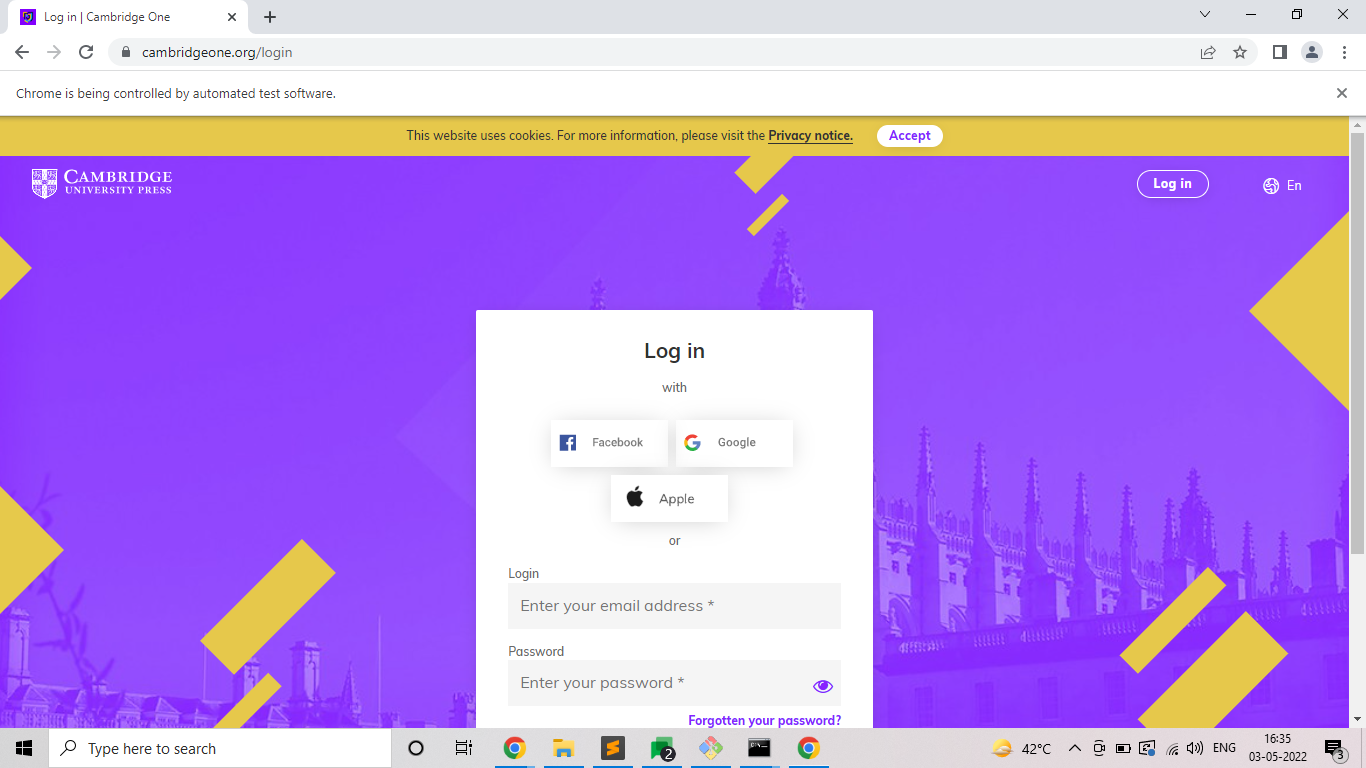 Log in | Cambridge One
cambridgeone.org/login
Chrome is being controlled by automated test software.
This website uses cookies. For more information, please visit the Privacy notice. Accept
CAMBRIDGE
UNIVERSITY PRESS
Log in
En
Log in
with
Facebook
Google
Apple
or
Login
Enter your email address *
Password
Enter your password *
Forgotten your password?
Type here to search
2
42°C
ENG
16:35
03-05-2022
3